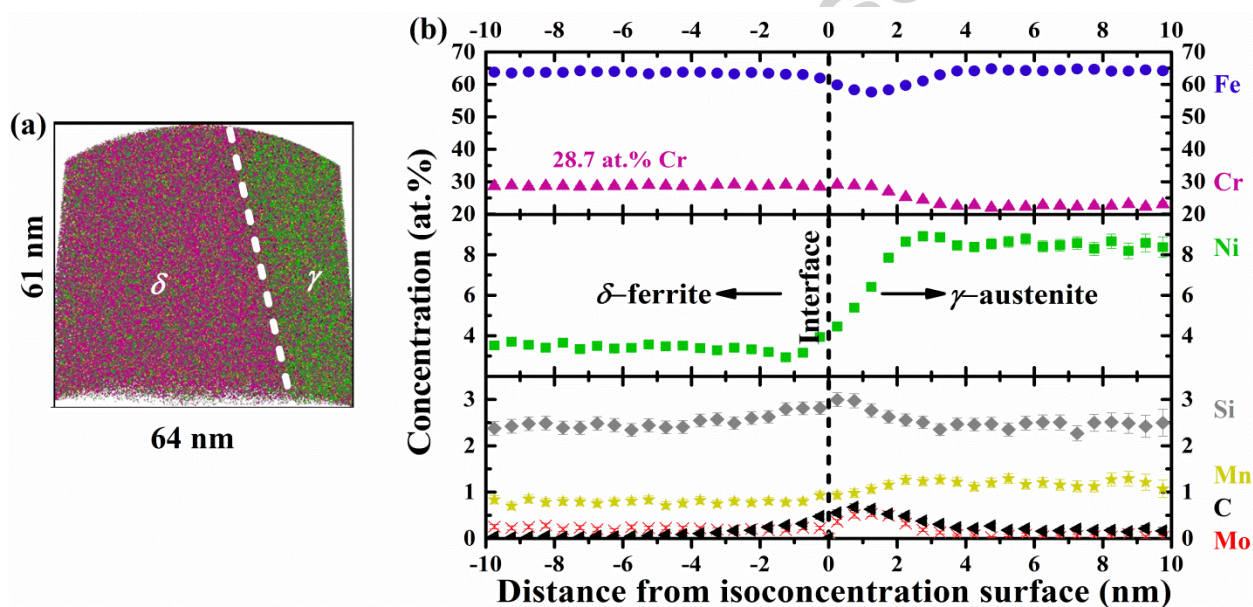 (a)
61 nm
64 nm
δ
γ
(b)
-10 -8 -6 -4 -2 0 2 4 6 8 10
Concentration (at.%)
70
60
50
40
30
20
8
6
4
3
2
1
0
28.7 at.% Cr
δ–ferrite
Interface
γ–austenite
70
60
50
40
30
20
8
6
4
3
2
1
0
Fe
Cr
Ni
Si
Mn
C
Mo
-10 -8 -6 -4 -2 0 2 4 6 8 10
Distance from isoconcentration surface (nm)